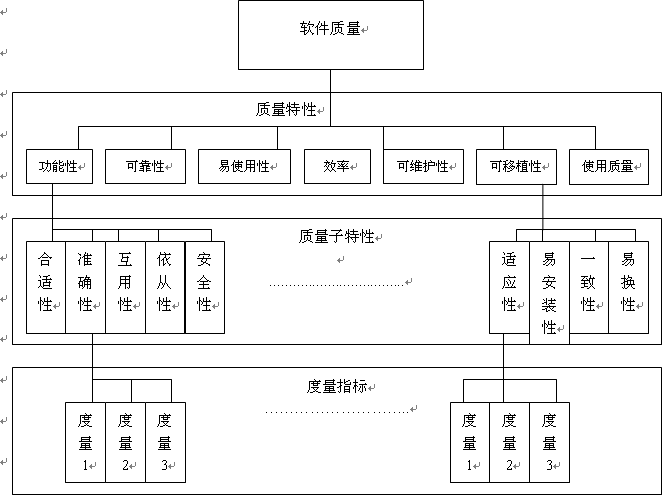 软件质量
质量特性
功能性
可靠性
易使用性
效率
可维护性
可移植性
使用质量
质量子特性
合适性
准确性
互用性
依从性
安全性
适应性
易安装性
一致性
易换性
度量指标
度量1
度量2
度量3
度量1
度量2
度量3